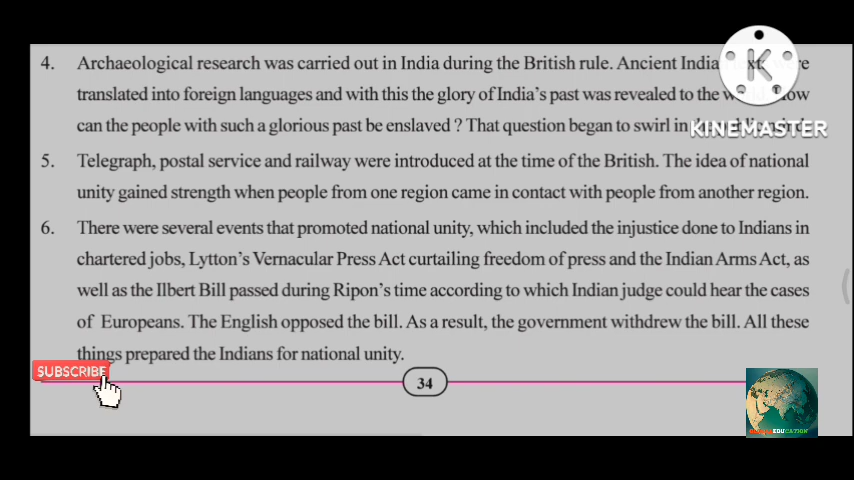 KINEMASTER
4. Archaeological research was carried out in India during the British rule. Ancient India
translated into foreign languages and with this the glory of India's past was revealed to the
can the people with such a glorious past be enslaved ? That question began to swirl in
5. Telegraph, postal service and railway were introduced at the time of the British. The idea of national
unity gained strength when people from one region came in contact with people from another region.
6. There were several events that promoted national unity, which included the injustice done to Indians in
chartered jobs, Lytton's Vernacular Press Act curtailing freedom of press and the Indian Arms Act, as
well as the Ilbert Bill passed during Ripon's time according to which Indian judge could hear the cases
of Europeans. The English opposed the bill. As a result, the government withdrew the bill. All these
things prepared the Indians for national unity.
SUBSCRIBE
34
EDUCATION